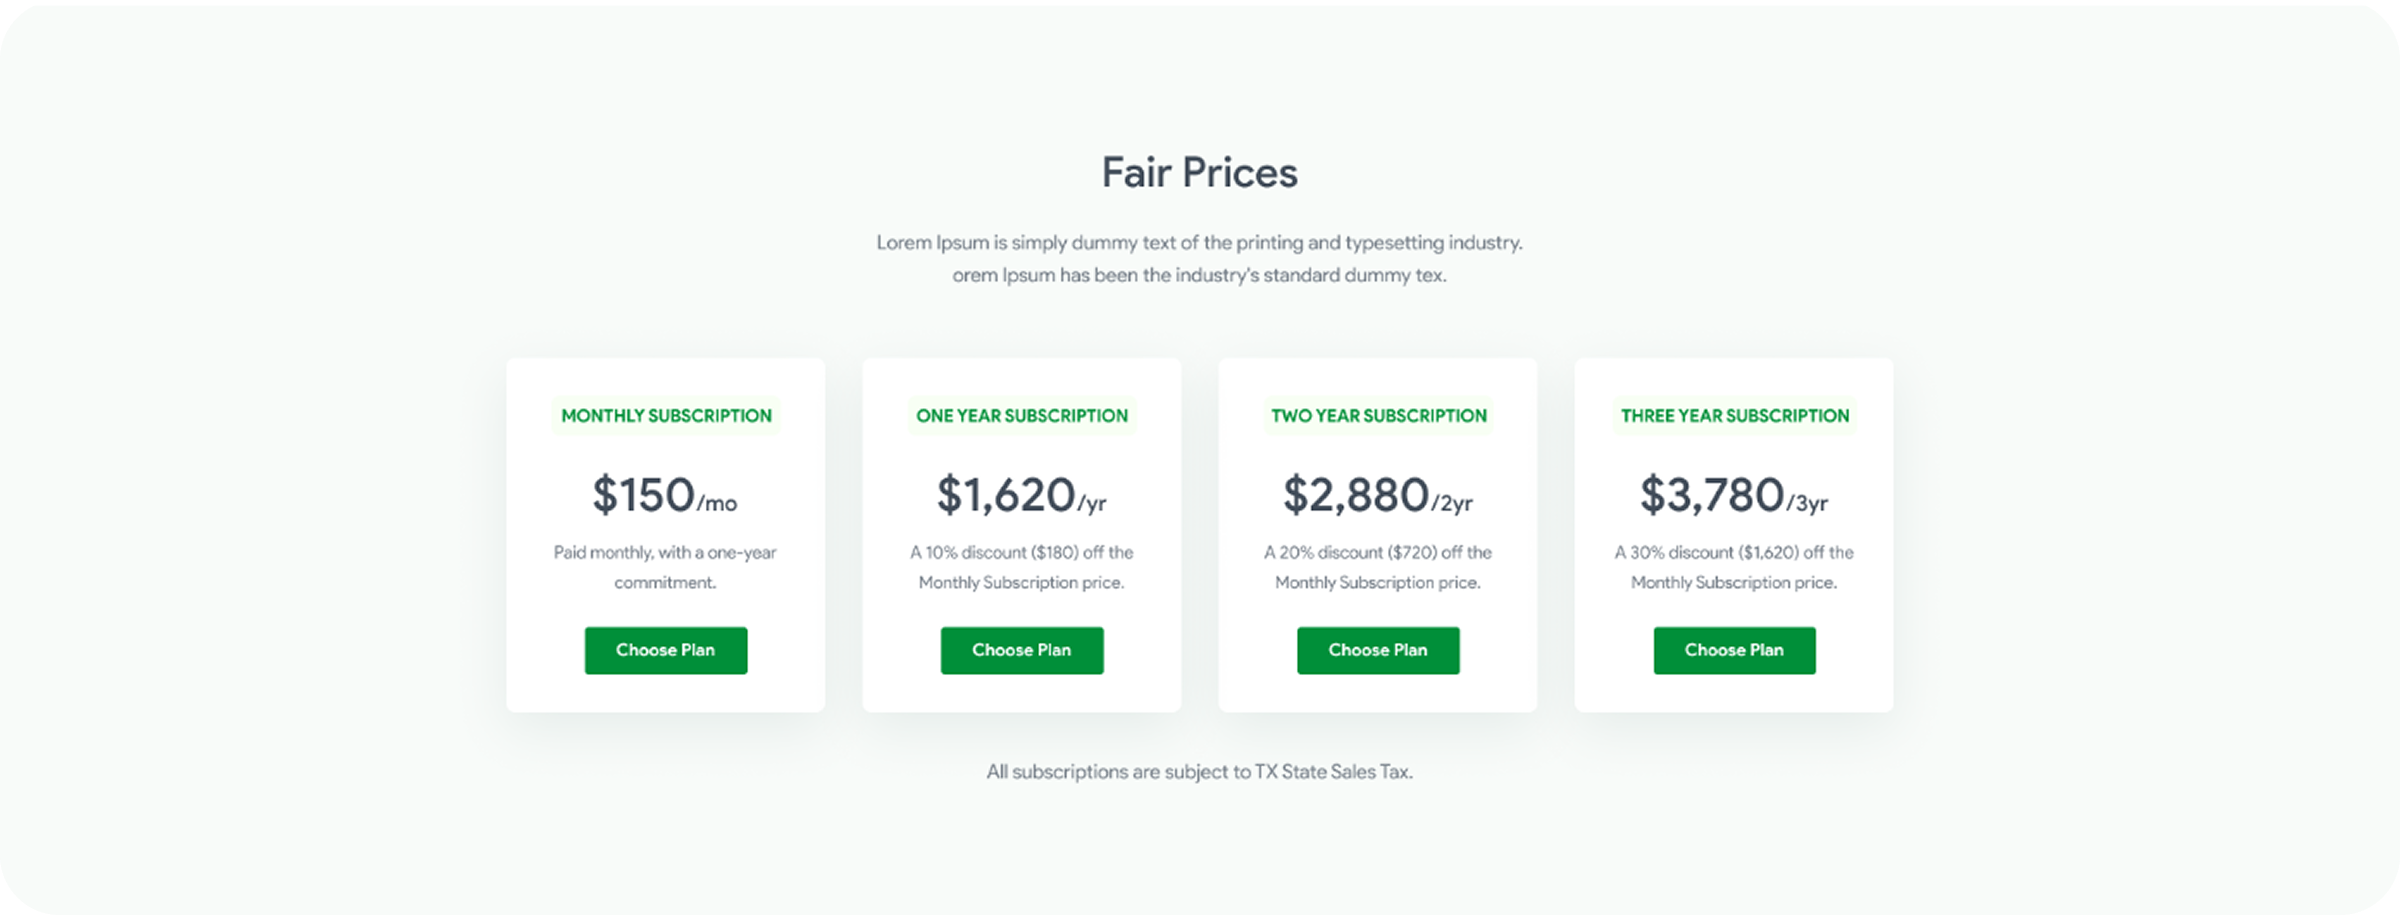 Fair Prices
Lorem Ipsum is simply dummy text of the printing and typesetting industry.
orem Ipsum has been the industry's standard dummy tex.
MONTHLY SUBSCRIPTION
$150/mo
Paid monthly, with a one-year
commitment.
Choose Plan
ONE YEAR SUBSCRIPTION
$1,620/yr
A 10% discount ($180) off the
Monthly Subscription price.
Choose Plan
TWO YEAR SUBSCRIPTION
$2,880/2yr
A 20% discount ($720) off the
Monthly Subscription price.
Choose Plan
THREE YEAR SUBSCRIPTION
$3,780/3yr
A 30% discount ($1,620) off the
Monthly Subscription price.
Choose Plan
All subscriptions are subject to TX State Sales Tax.